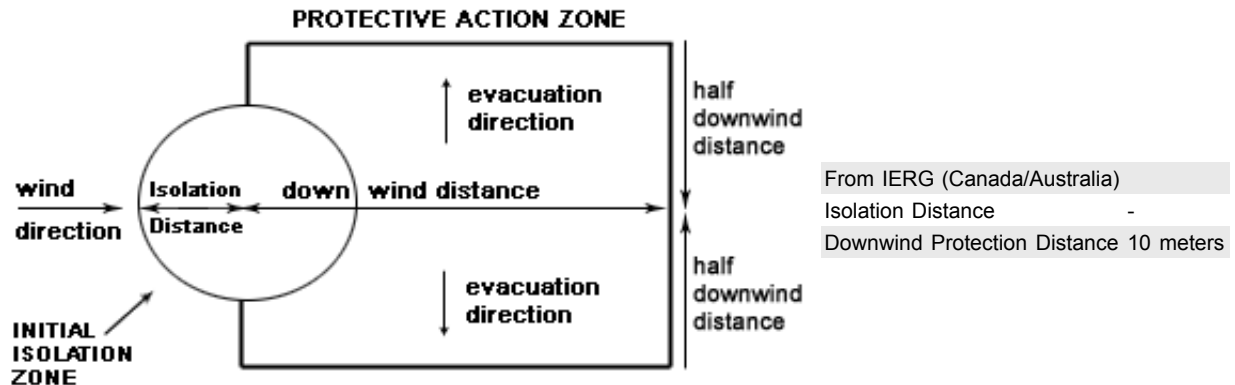 PROTECTIVE ACTION ZONE
evacuation
direction
half
downwind
distance
wind
direction
Isolation
Distance
down wind distance
evacuation
direction
half
downwind
distance
INITIAL
ISOLATION
ZONE
From IERG (Canada/Australia)
Isolation Distance -
Downwind Protection Distance 10 meters